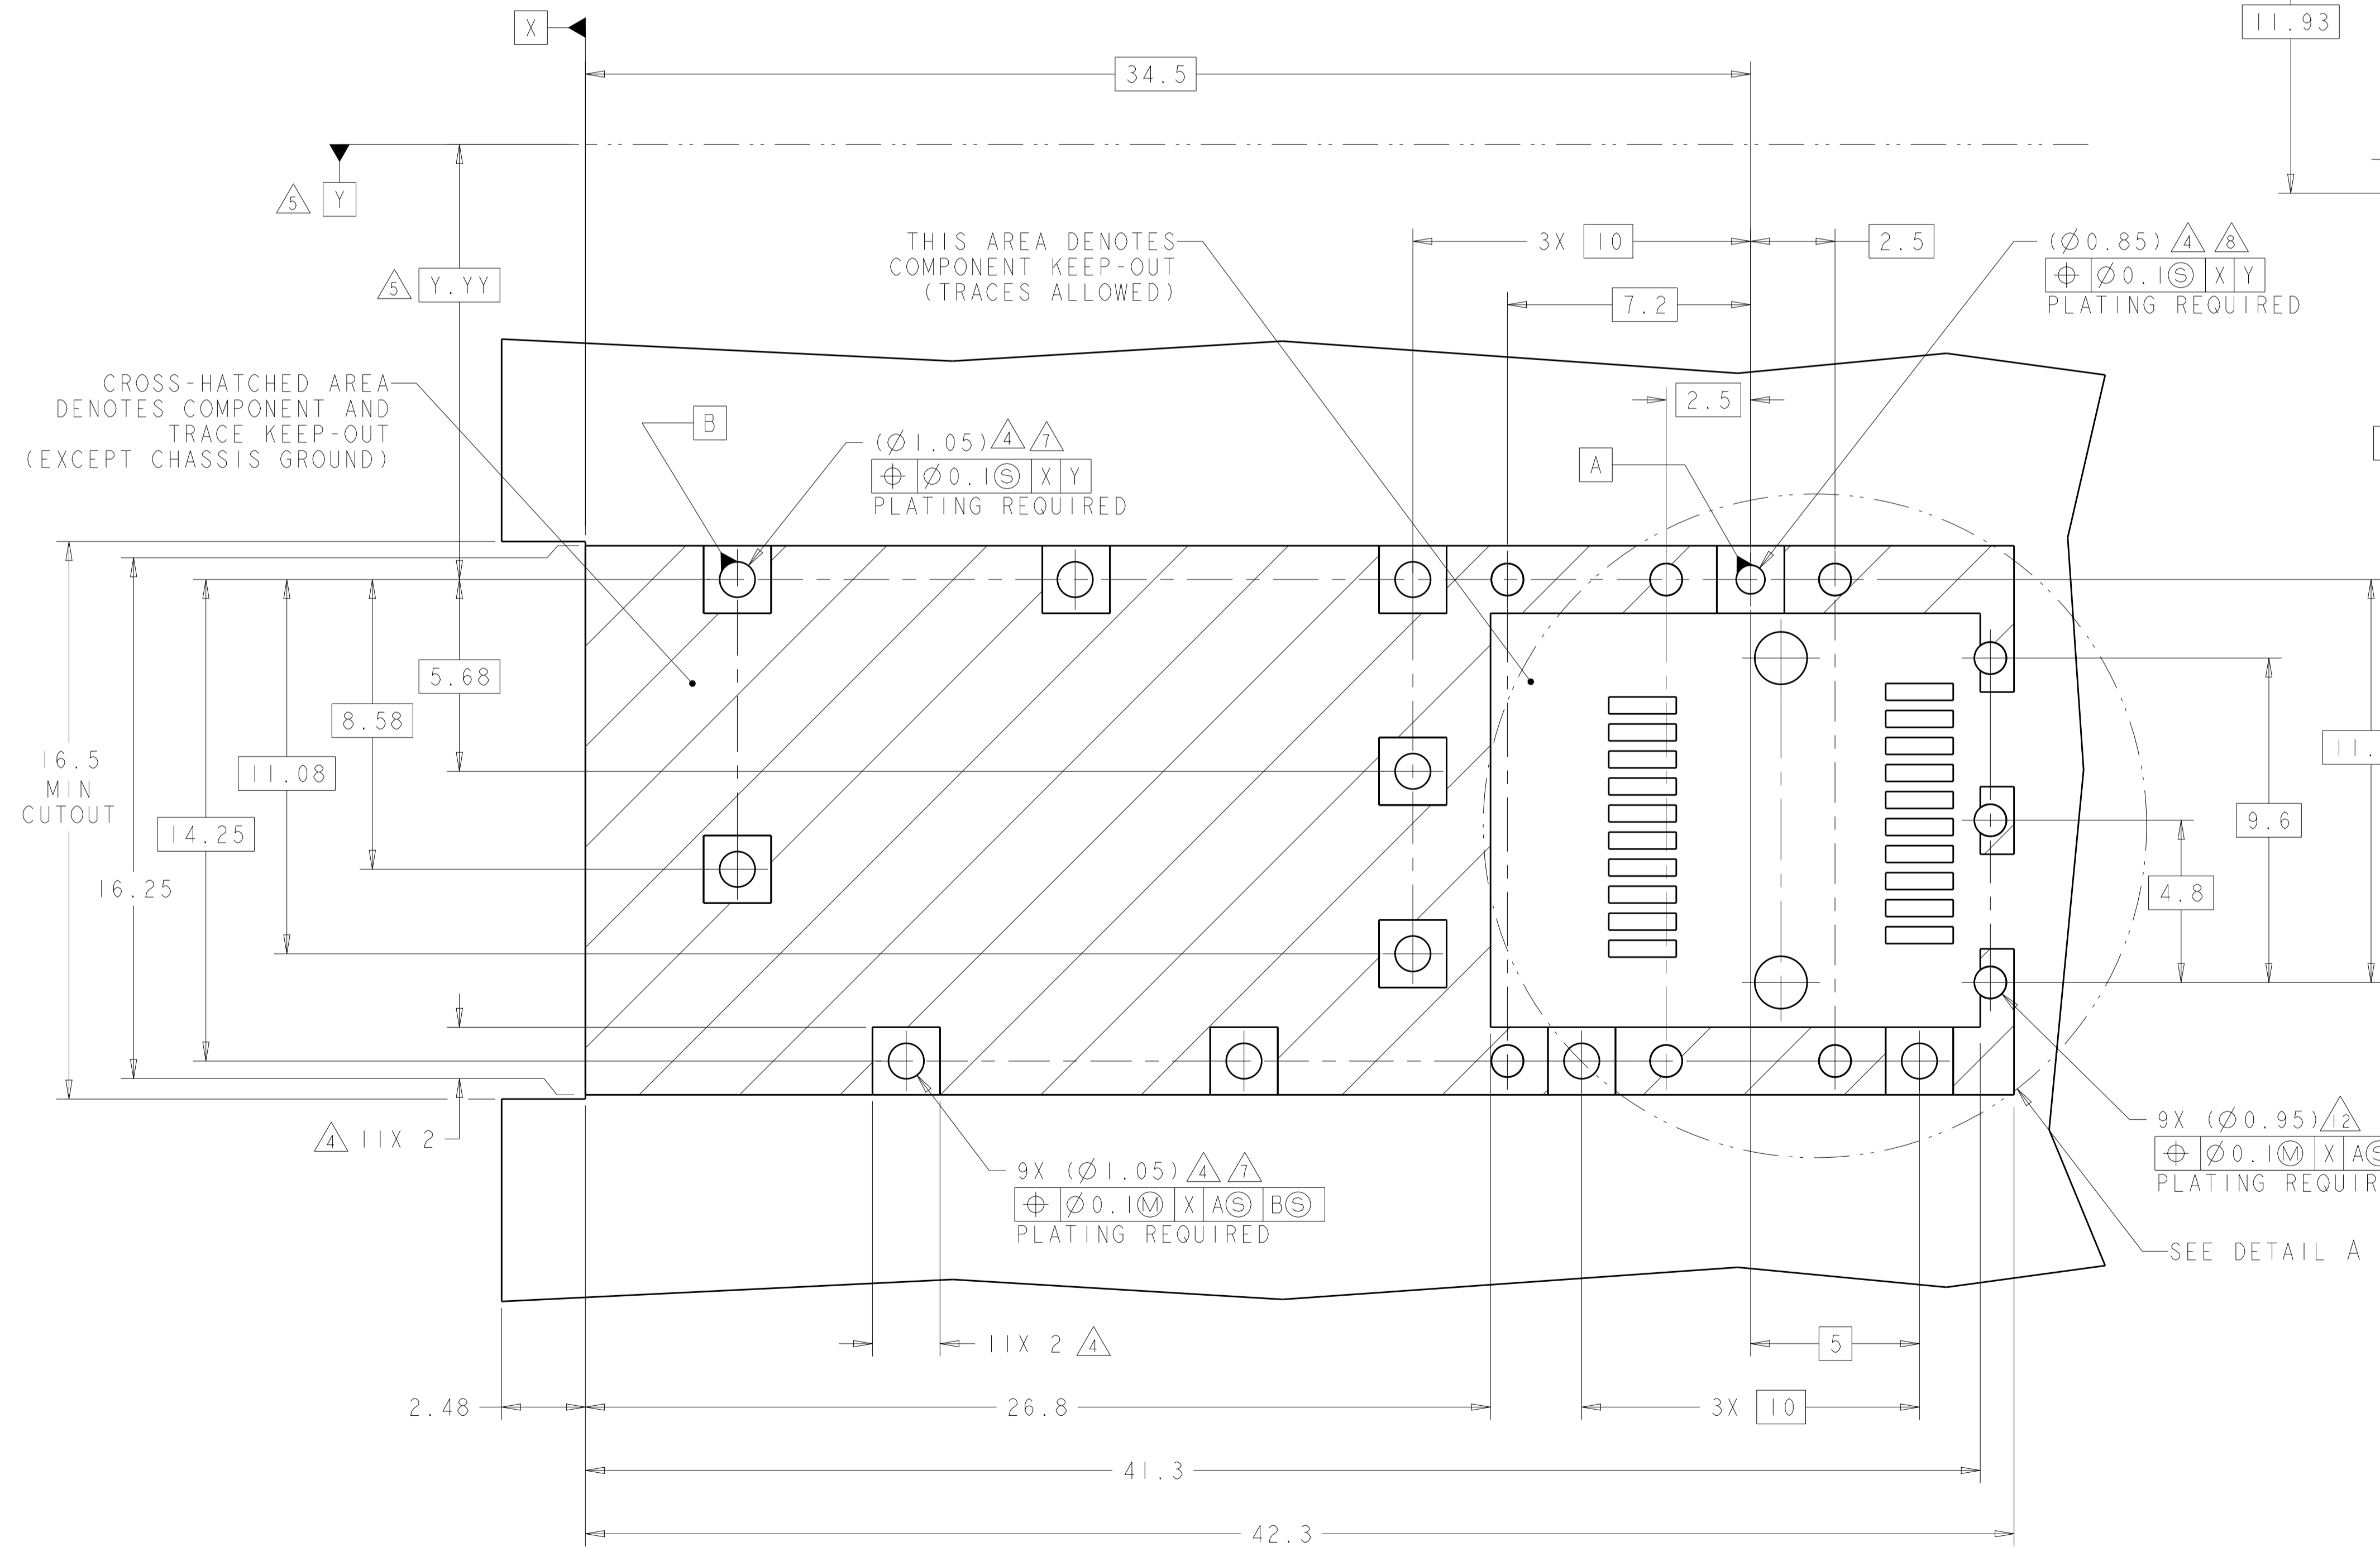 X
34.5
11.93
5
Y
5
Y.YY
THIS AREA DENOTES
COMPONENT KEEP-OUT
(TRACES ALLOWED)
3X 10
2.5
7.2
2.5
(Ø0.85) 4 8
⌖ Ø0.1Ⓢ X Y
PLATING REQUIRED
CROSS-HATCHED AREA
DENOTES COMPONENT AND
TRACE KEEP-OUT
(EXCEPT CHASSIS GROUND)
B
(Ø1.05) 4 7
⌖ Ø0.1Ⓢ X Y
PLATING REQUIRED
A
5.68
8.58
11.08
14.25
16.25
16.5
MIN
CUTOUT
9.6
4.8
4 11X 2
9X (Ø1.05) 4 7
⌖ Ø0.1Ⓜ X AⓈ BⓈ
PLATING REQUIRED
9X (Ø0.95) 12
⌖ Ø0.1Ⓜ X AⓈ
SEE DETAIL A
11X 2 4
5
2.48
26.8
3X 10
41.3
42.3